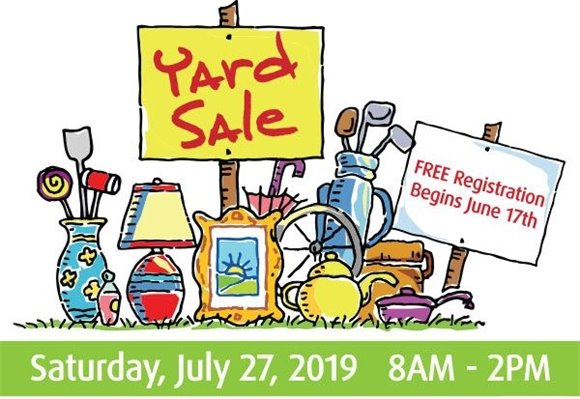 Yard
Sale
FREE Registration
Begins June 17th
Saturday, July 27, 2019 8AM - 2PM